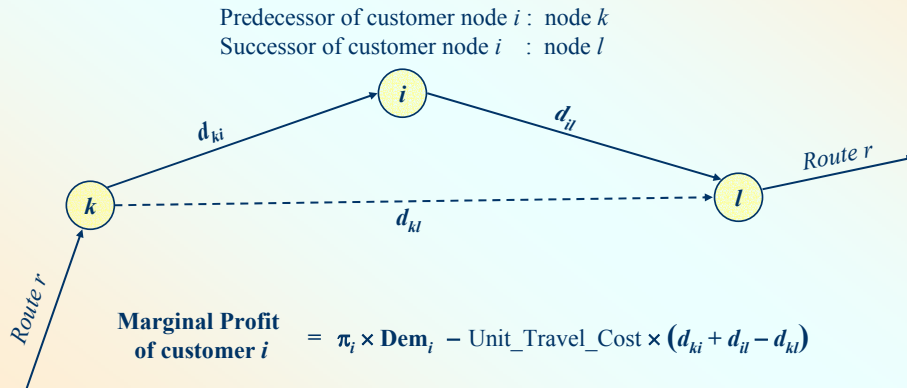 Predecessor of customer node i : node k
Successor of customer node i : node l
i
d_ki
d_il
Route r
k
l
d_kl
Route r
Marginal Profit
of customer i = π_i × Dem_i − Unit_Travel_Cost × (d_ki + d_il − d_kl)